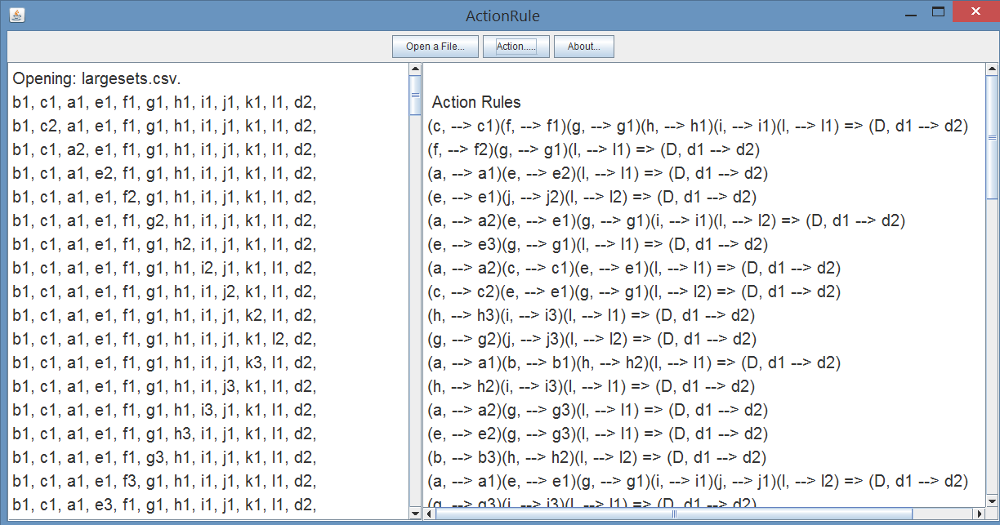 ActionRule
Open a File...
Action.....
About...
Opening: largesets.csv.
b1, c1, a1, e1, f1, g1, h1, i1, j1, k1, l1, d2,
b1, c2, a1, e1, f1, g1, h1, i1, j1, k1, l1, d2,
b1, c1, a2, e1, f1, g1, h1, i1, j1, k1, l1, d2,
b1, c1, a1, e2, f1, g1, h1, i1, j1, k1, l1, d2,
b1, c1, a1, e1, f2, g1, h1, i1, j1, k1, l1, d2,
b1, c1, a1, e1, f1, g2, h1, i1, j1, k1, l1, d2,
b1, c1, a1, e1, f1, g1, h2, i1, j1, k1, l1, d2,
b1, c1, a1, e1, f1, g1, h1, i2, j1, k1, l1, d2,
b1, c1, a1, e1, f1, g1, h1, i1, j2, k1, l1, d2,
b1, c1, a1, e1, f1, g1, h1, i1, j1, k2, l1, d2,
b1, c1, a1, e1, f1, g1, h1, i1, j1, k1, l2, d2,
b1, c1, a1, e1, f1, g1, h1, i1, j1, k3, l1, d2,
b1, c1, a1, e1, f1, g1, h1, i1, j3, k1, l1, d2,
b1, c1, a1, e1, f1, g1, h1, i3, j1, k1, l1, d2,
b1, c1, a1, e1, f1, g1, h3, i1, j1, k1, l1, d2,
b1, c1, a1, e1, f1, g3, h1, i1, j1, k1, l1, d2,
b1, c1, a1, e1, f3, g1, h1, i1, j1, k1, l1, d2,
b1, c1, a1, e3, f1, g1, h1, i1, j1, k1, l1, d2,
Action Rules
(c, --> c1)(f, --> f1)(g, --> g1)(h, --> h1)(i, --> i1)(l, --> l1) => (D, d1 --> d2)
(f, --> f2)(g, --> g1)(l, --> l1) => (D, d1 --> d2)
(a, --> a1)(e, --> e2)(l, --> l1) => (D, d1 --> d2)
(e, --> e1)(j, --> j2)(l, --> l2) => (D, d1 --> d2)
(a, --> a2)(e, --> e1)(g, --> g1)(i, --> i1)(l, --> l2) => (D, d1 --> d2)
(e, --> e3)(g, --> g1)(l, --> l1) => (D, d1 --> d2)
(a, --> a2)(c, --> c1)(e, --> e1)(l, --> l1) => (D, d1 --> d2)
(c, --> c2)(e, --> e1)(g, --> g1)(l, --> l2) => (D, d1 --> d2)
(h, --> h3)(i, --> i3)(l, --> l1) => (D, d1 --> d2)
(g, --> g2)(j, --> j3)(l, --> l2) => (D, d1 --> d2)
(a, --> a1)(b, --> b1)(h, --> h2)(l, --> l1) => (D, d1 --> d2)
(h, --> h2)(i, --> i3)(l, --> l1) => (D, d1 --> d2)
(a, --> a2)(g, --> g3)(l, --> l1) => (D, d1 --> d2)
(e, --> e2)(g, --> g3)(l, --> l1) => (D, d1 --> d2)
(b, --> b3)(h, --> h2)(l, --> l2) => (D, d1 --> d2)
(a, --> a1)(e, --> e1)(g, --> g1)(i, --> i1)(j, --> j1)(l, --> l2) => (D, d1 --> d2)